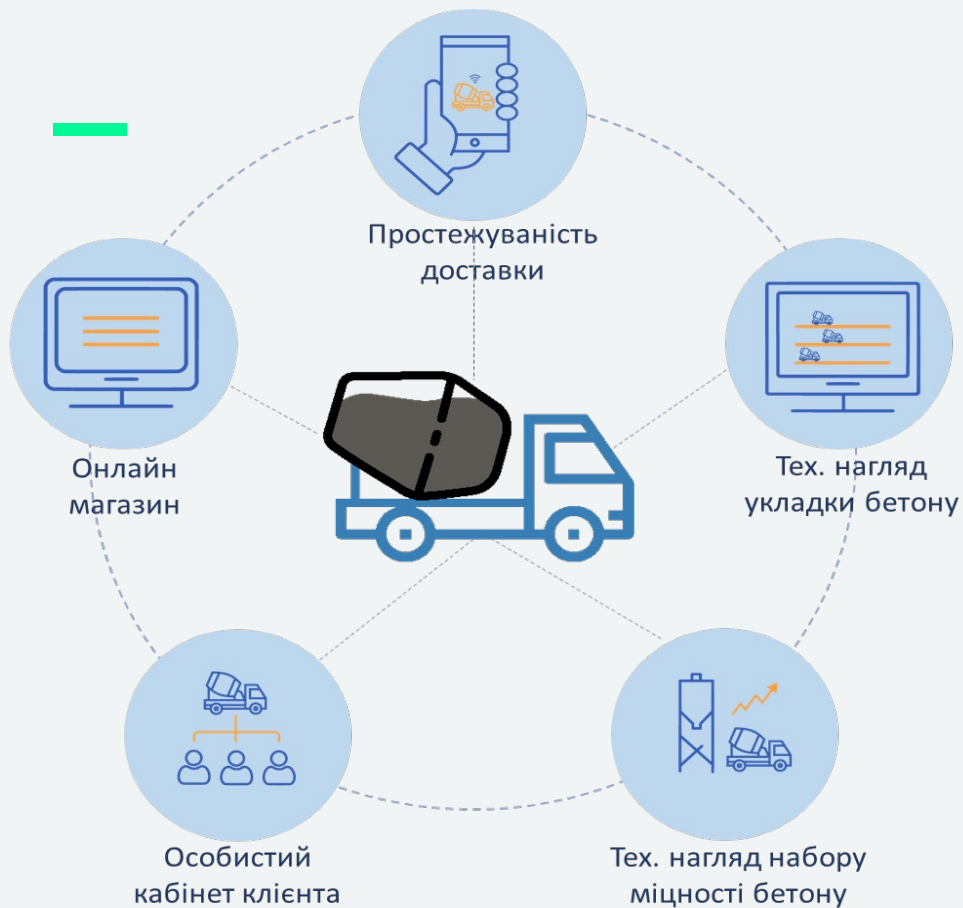 Простежуваність
доставки
Онлайн
магазин
Тех. нагляд
укладки бетону
Особистий
кабінет клієнта
Тех. нагляд набору
міцності бетону